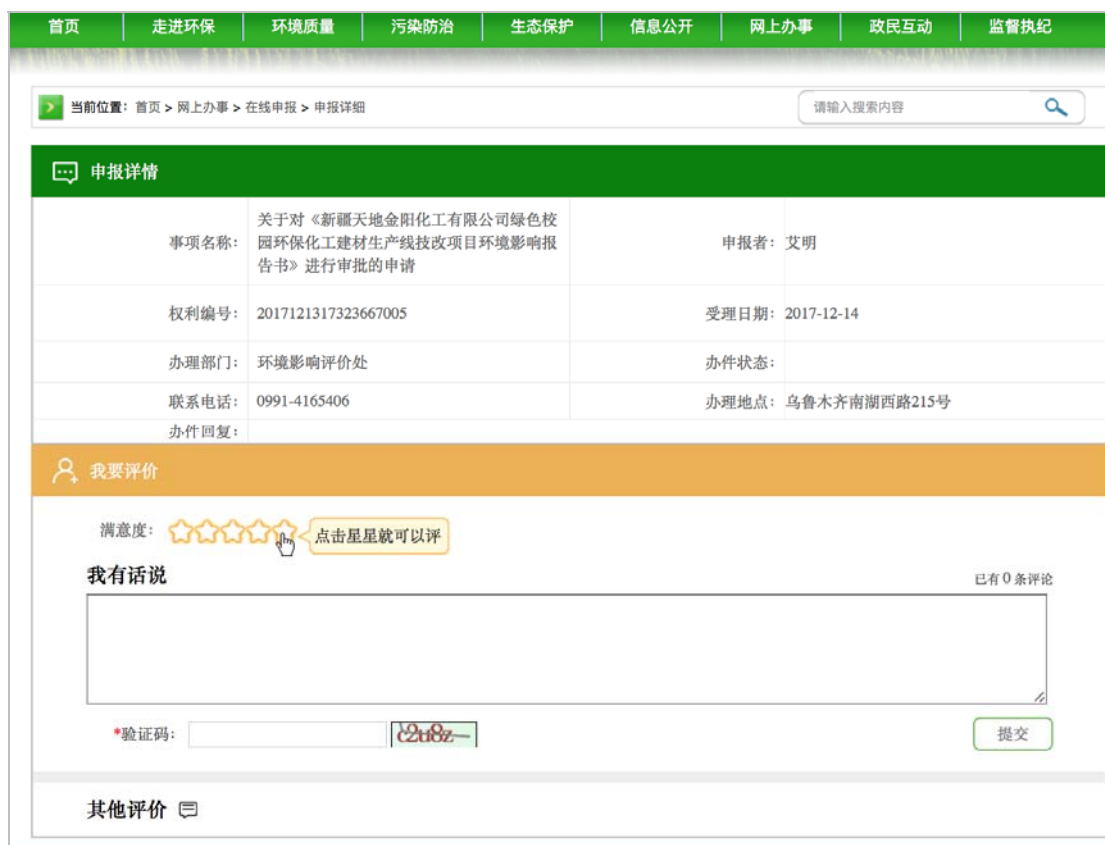 首页 走进环保 环境质量 污染防治 生态保护 信息公开 网上办事 政民互动 监督执纪
当前位置：首页 > 网上办事 > 在线申报 > 申报详细
请输入搜索内容
申报详情
事项名称：
关于对《新疆天地金阳化工有限公司绿色校
园环保化工建材生产线技改项目环境影响报
告书》进行审批的申请
申报者：艾明
权利编号：2017121317323667005
受理日期：2017-12-14
办理部门：环境影响评价处
办件状态：
联系电话：0991-4165406
办理地点：乌鲁木齐南湖西路215号
办件回复：
我要评价
满意度：
点击星星就可以评
我有话说
已有0条评论
*验证码：
c2u8z
提交
其他评价